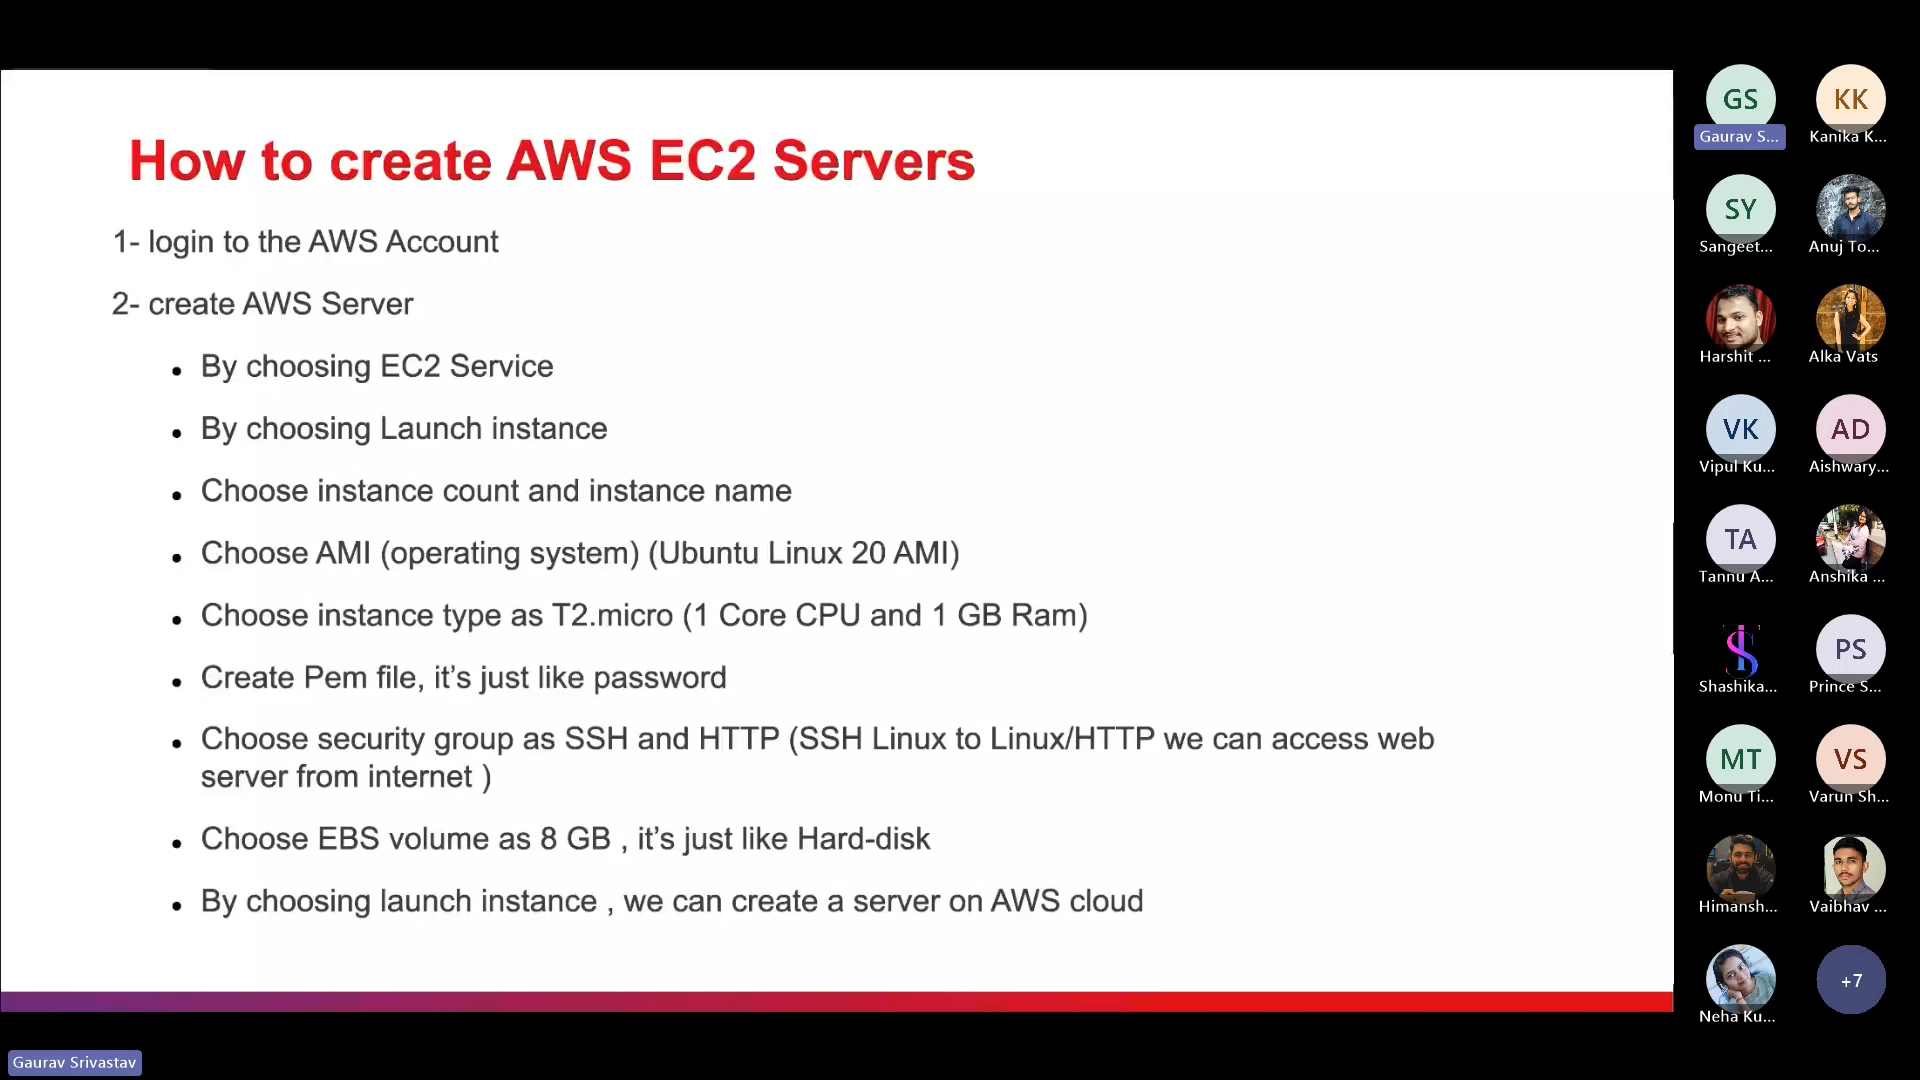 How to create AWS EC2 Servers
1- login to the AWS Account
2- create AWS Server
• By choosing EC2 Service
• By choosing Launch instance
• Choose instance count and instance name
• Choose AMI (operating system) (Ubuntu Linux 20 AMI)
• Choose instance type as T2.micro (1 Core CPU and 1 GB Ram)
• Create Pem file, it’s just like password
• Choose security group as SSH and HTTP (SSH Linux to Linux/HTTP we can access web
server from internet )
• Choose EBS volume as 8 GB , it’s just like Hard-disk
• By choosing launch instance , we can create a server on AWS cloud
Gaurav Srivastav
GS
Gaurav S...
KK
Kanika K...
SY
Sangeet...
Anuj To...
Harshit ...
Alka Vats
VK
Vipul Ku...
AD
Aishwary...
TA
Tannu A...
Anshika ...
Shashika...
PS
Prince S...
MT
Monu Ti...
VS
Varun Sh...
Himansh...
Vaibhav ...
Neha Ku...
+7